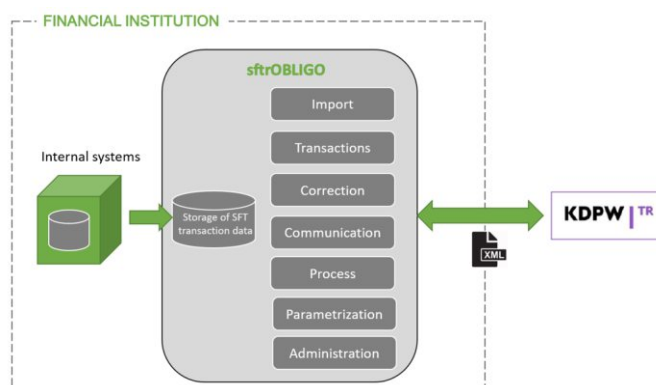 FINANCIAL INSTITUTION
sftrOBLIGO
Import
Transactions
Internal systems
Correction
Storage of SFT
transaction data
Communication
KDPW TR
XML
Process
Parametrization
Administration